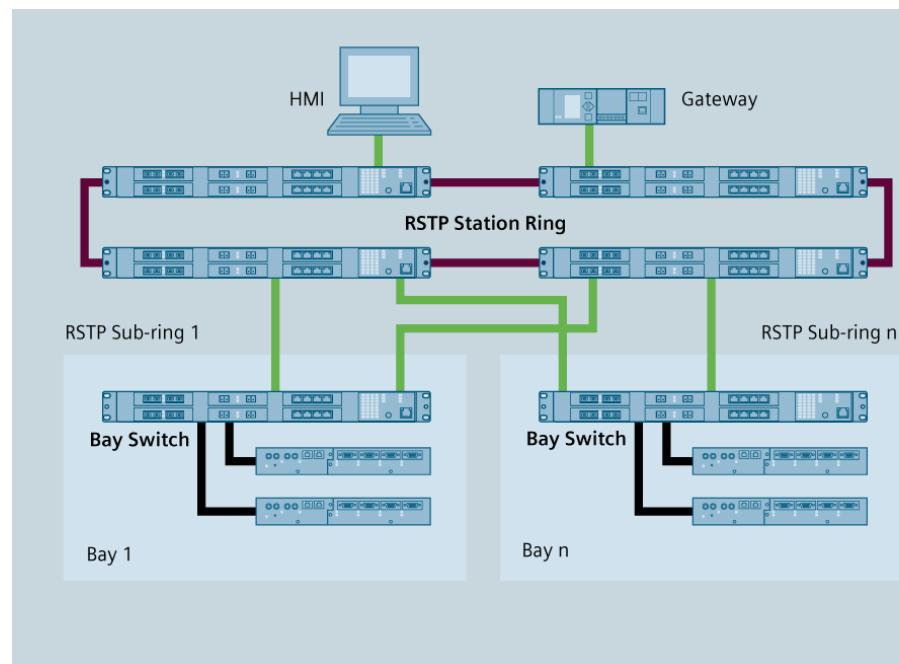 HMI
Gateway
RSTP Station Ring
RSTP Sub-ring 1
RSTP Sub-ring n
Bay Switch
Bay Switch
Bay 1
Bay n